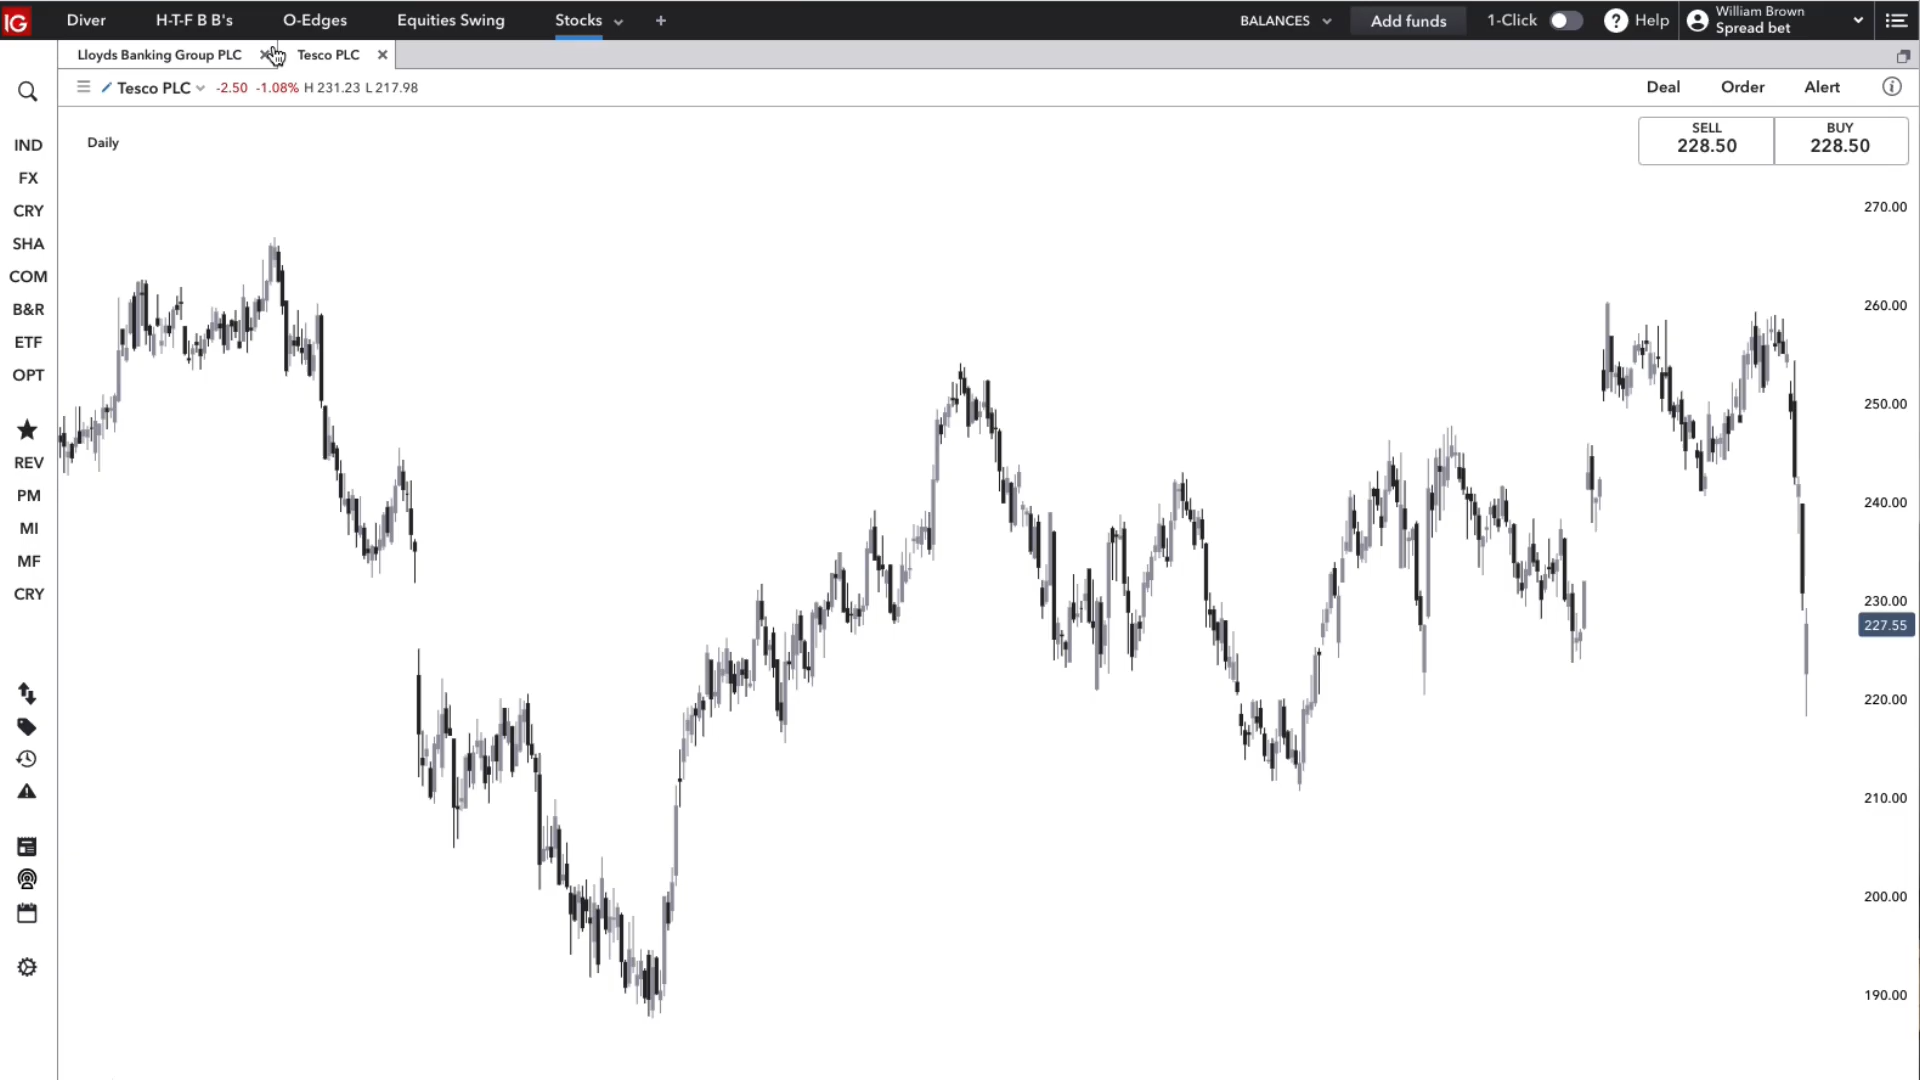 IG Diver H-T-F B B's O-Edges Equities Swing Stocks + BALANCES Add funds 1-Click ? Help William Brown
Spread bet
Lloyds Banking Group PLC Tesco PLC
Tesco PLC -2.50 -1.08% H 231.23 L 217.98 Deal Order Alert
Daily
SELL
228.50
BUY
228.50
IND
FX
CRY
SHA
COM
B&R
ETF
OPT
REV
PM
MI
MF
CRY
270.00
260.00
250.00
240.00
230.00
227.55
220.00
210.00
200.00
190.00